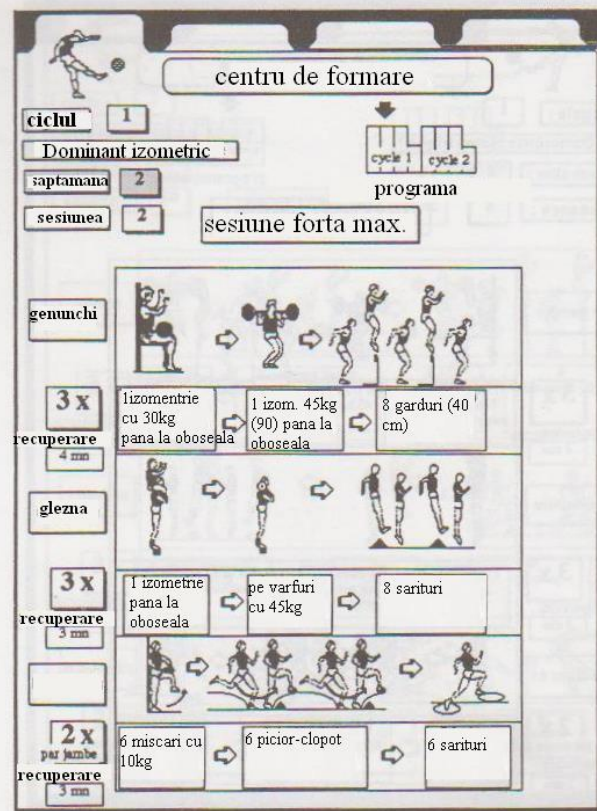 centru de formare
ciclul 1
cycle 1 cycle 2
Dominant izometric
programa
saptamana 2
sesiunea 2
sesiune forta max.
genunchi
3 x
recuperare
4 mn
1izomentrie
cu 30kg
pana la oboseala
1 izom. 45kg
(90) pana la
oboseala
8 garduri (40
cm)
glezna
3 x
recuperare
3 mn
1 izometrie
pana la
oboseala
pe varfuri
cu 45kg
8 sarituri
2 x
par jambe
recuperare
3 mn
6 miscari cu
10kg
6 picior-clopot
6 sarituri